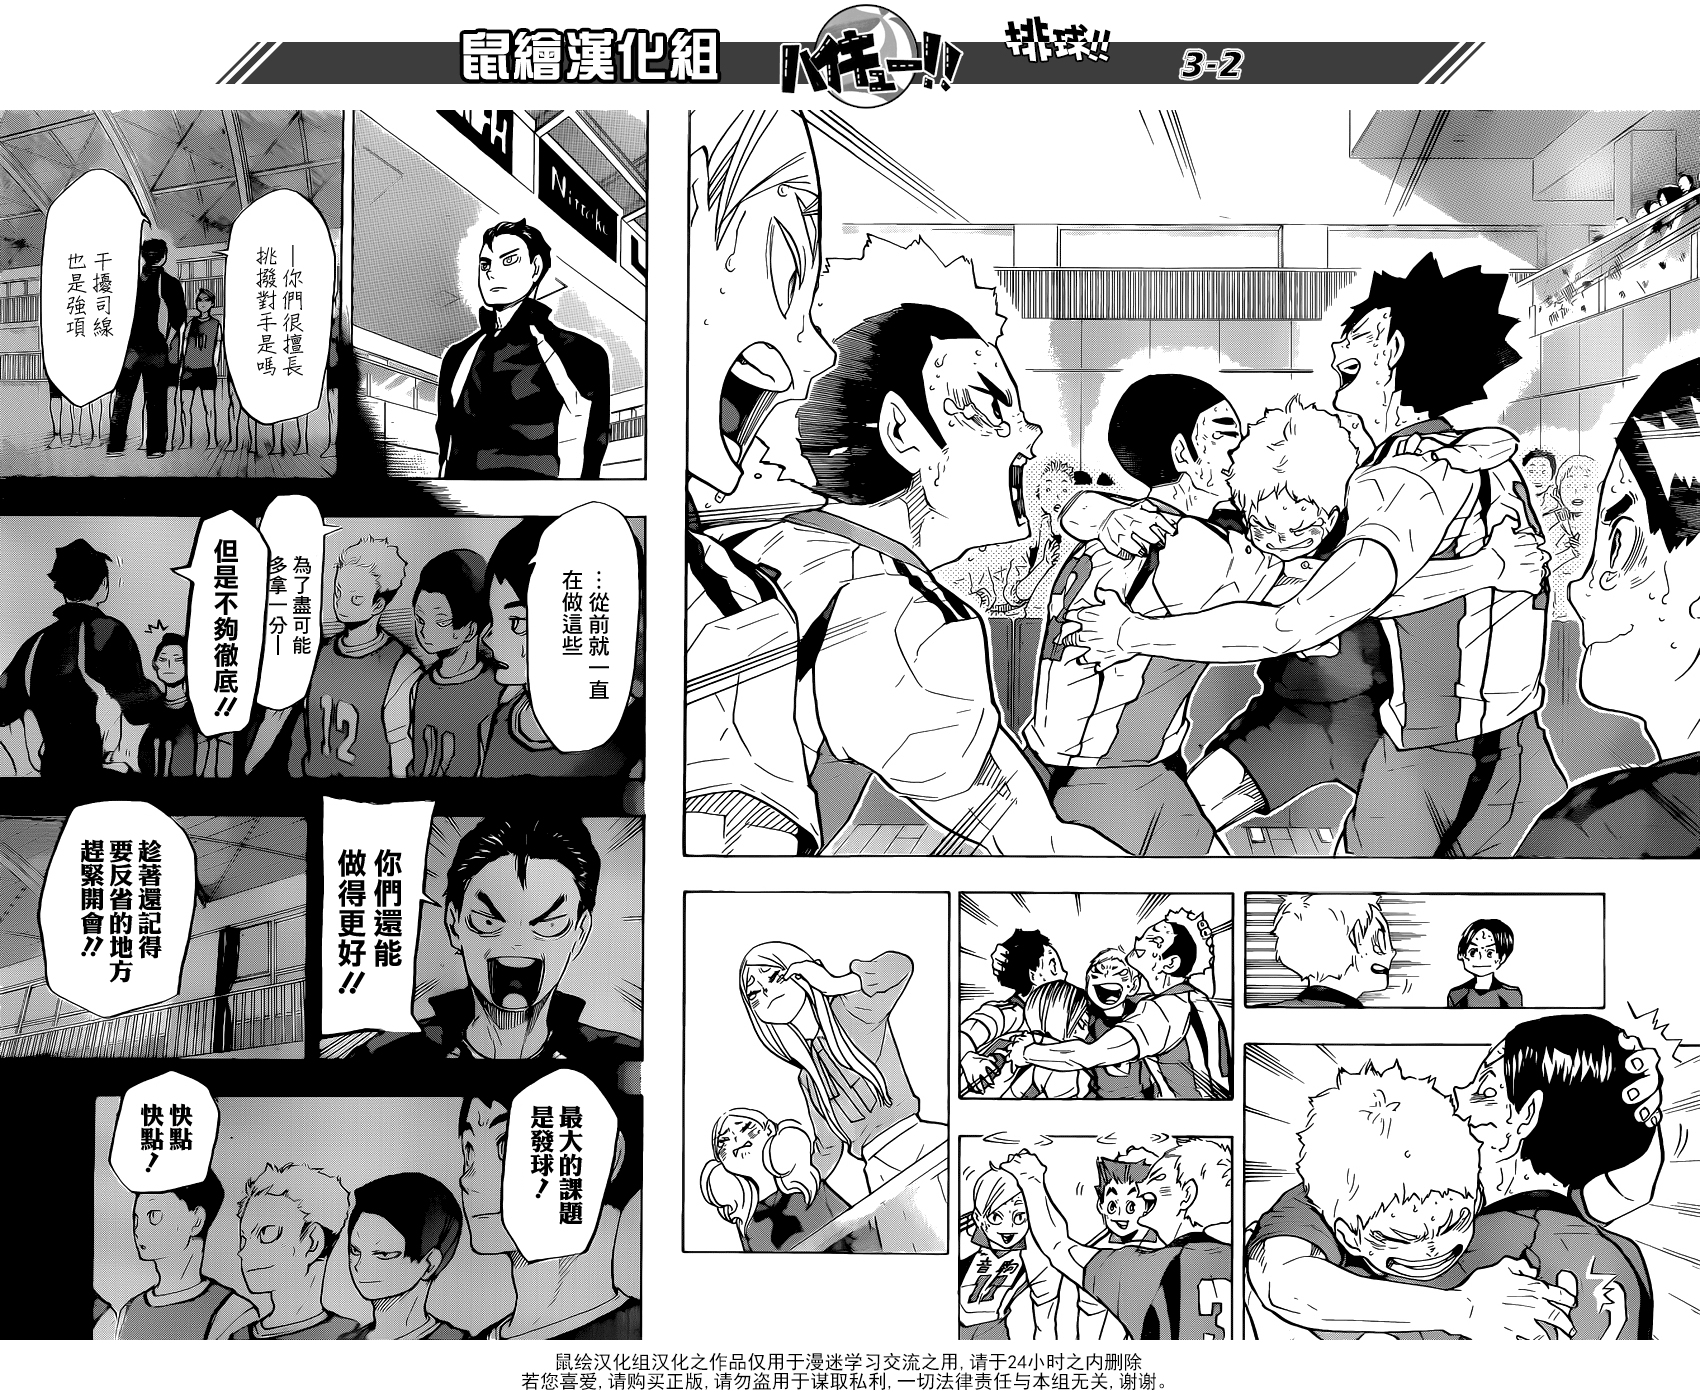 鼠繪漢化組
ハイキュー!!
排球!!
3-2
音駒
3
MFH
—你們很擅長
挑撥對手是嗎
干擾司線
也是強項
…從前就一直
在做這些
為了盡可能
多拿一分—
但是不夠徹底!!
12
你們還能
做得更好!!
趁著還記得
要反省的地方
趕緊開會!!
最大的課題
是發球!
快點
快點!
鼠绘汉化组汉化之作品仅用于漫迷学习交流之用, 请于24小时之内删除
若您喜爱, 请购买正版, 请勿盗用于谋取私利, 一切法律责任与本组无关, 谢谢。